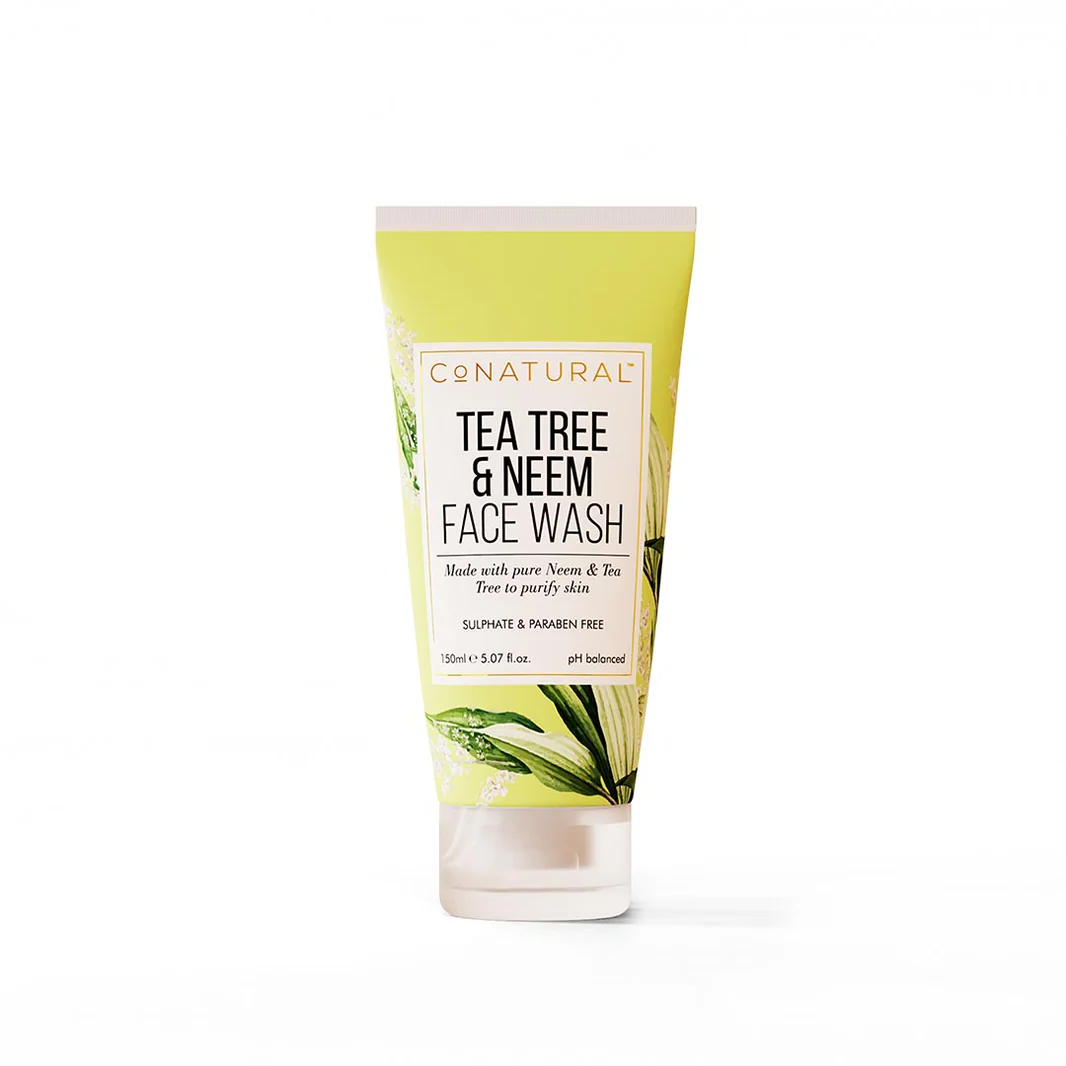 CoNATURAL™
TEA TREE
& NEEM
FACE WASH
Made with pure Neem & Tea
Tree to purify skin
SULPHATE & PARABEN FREE
150ml ℮ 5.07 fl.oz. pH balanced